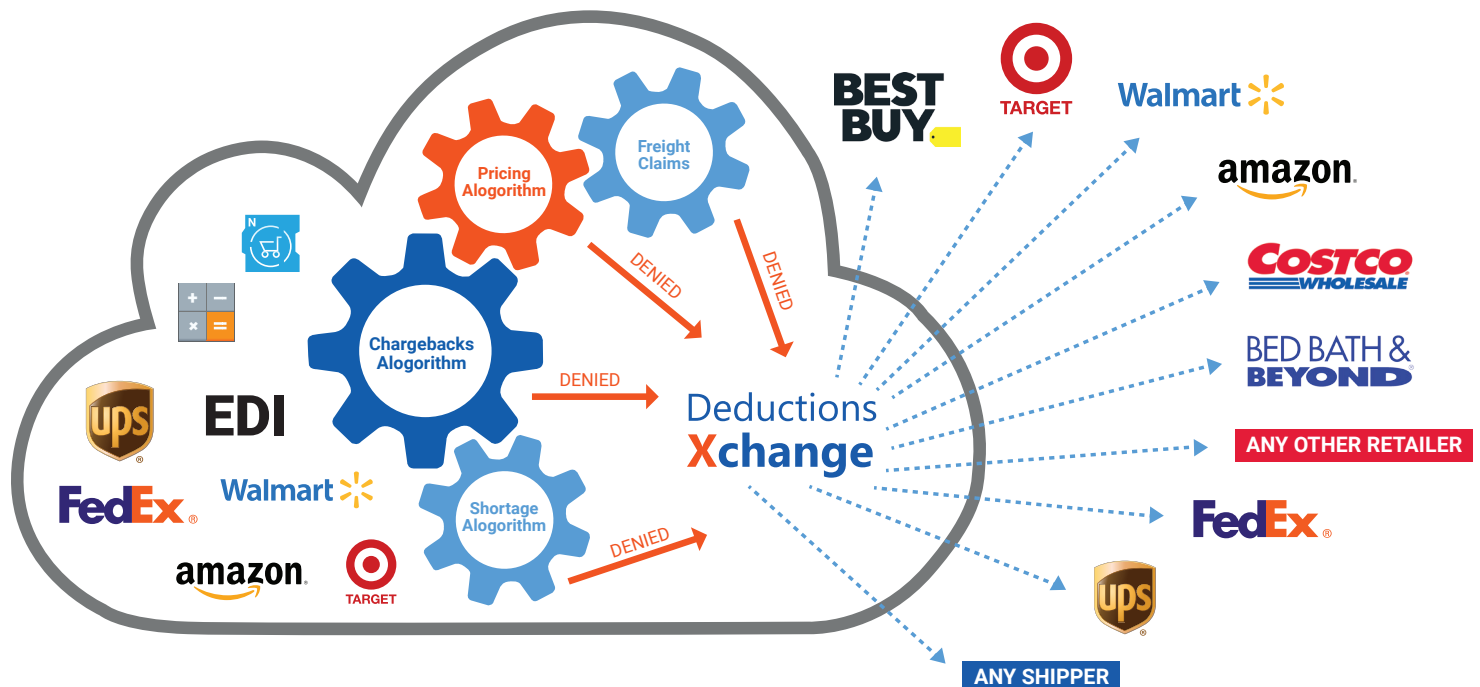 N
+ −
× =
ups
®
EDI
FedEx ®
Walmart
amazon
TARGET
Pricing
Alogorithm
Freight
Claims
Chargebacks
Alogorithm
Shortage
Alogorithm
DENIED
DENIED
DENIED
DENIED
Deductions
Xchange
BEST
BUY
TARGET
Walmart
amazon
COSTCO
WHOLESALE
BED BATH &
BEYOND
ANY OTHER RETAILER
FedEx ®
ups
®
ANY SHIPPER